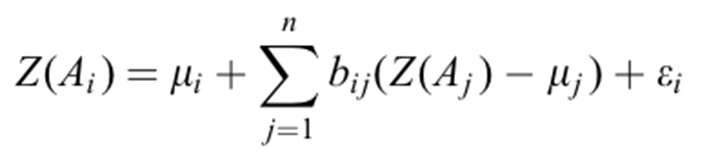 Z(A_i) = μ_i + ∑_{j=1}^{n} b_{ij}(Z(A_j) − μ_j) + ε_i